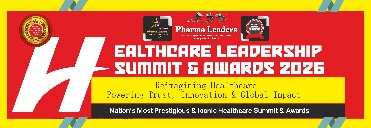 Pharma Leaders
HEALTHCARE LEADERSHIP
SUMMIT & AWARDS 2026
Reimagining Healthcare
Powering Trust, Innovation & Global Impact
Nation's Most Prestigious & Iconic Healthcare Summit & Awards